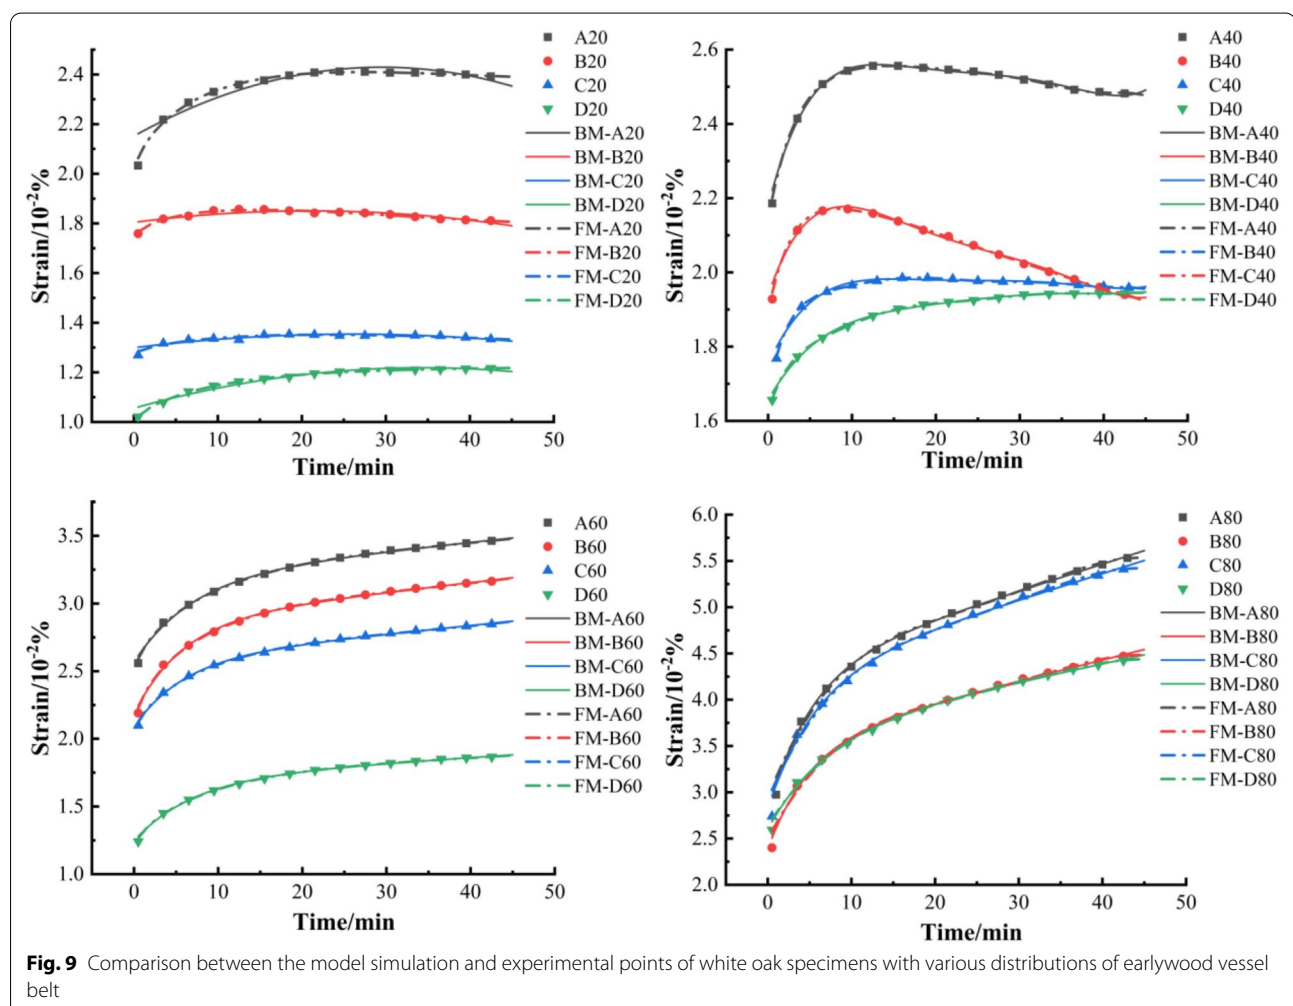 2.4
2.2
2.0
1.8
1.6
1.4
1.2
1.0
Strain/10⁻²%
0 10 20 30 40 50
Time/min
A20
B20
C20
D20
BM-A20
BM-B20
BM-C20
BM-D20
FM-A20
FM-B20
FM-C20
FM-D20
2.6
2.4
2.2
2.0
1.8
1.6
Strain/10⁻²%
0 10 20 30 40 50
Time/min
A40
B40
C40
D40
BM-A40
BM-B40
BM-C40
BM-D40
FM-A40
FM-B40
FM-C40
FM-D40
3.5
3.0
2.5
2.0
1.5
1.0
Strain/10⁻²%
0 10 20 30 40 50
Time/min
A60
B60
C60
D60
BM-A60
BM-B60
BM-C60
BM-D60
FM-A60
FM-B60
FM-C60
FM-D60
6.0
5.5
5.0
4.5
4.0
3.5
3.0
2.5
2.0
Strain/10⁻²%
0 10 20 30 40 50
Time/min
A80
B80
C80
D80
BM-A80
BM-B80
BM-C80
BM-D80
FM-A80
FM-B80
FM-C80
FM-D80
Fig. 9 Comparison between the model simulation and experimental points of white oak specimens with various distributions of earlywood vessel
belt